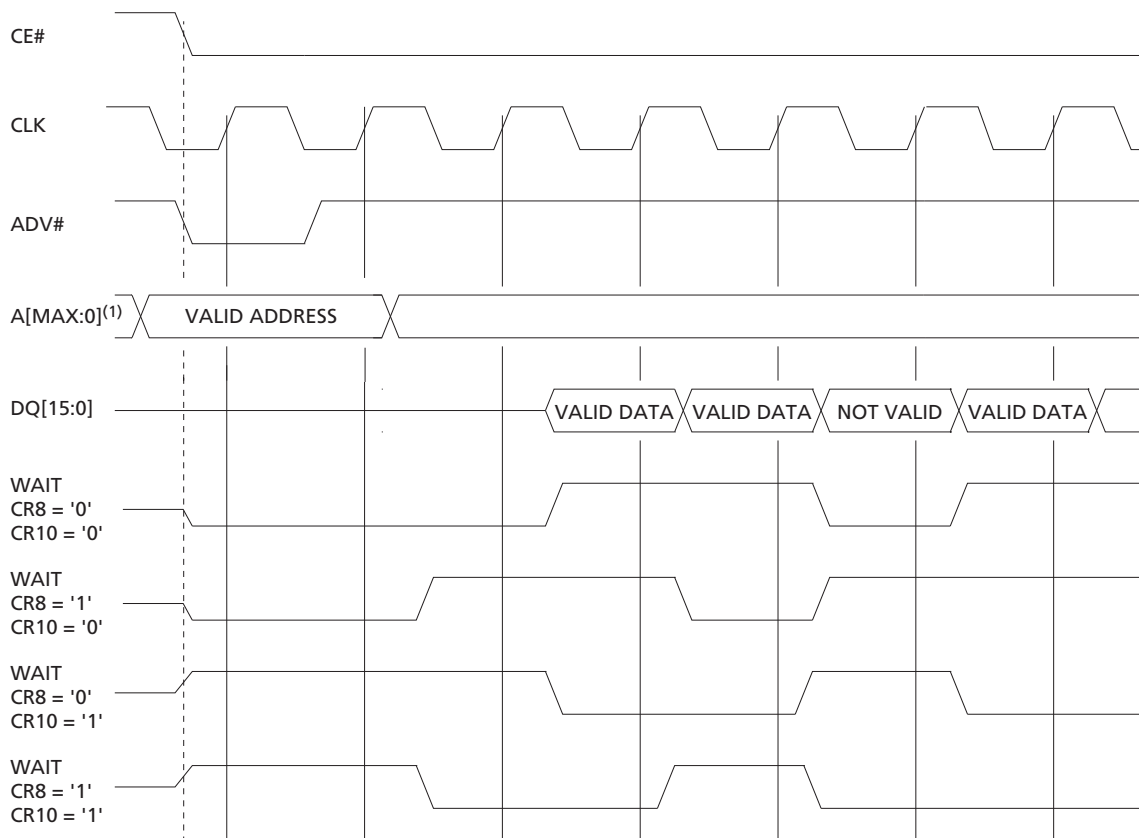 CE#
CLK
ADV#
A[MAX:0](1)
VALID ADDRESS
DQ[15:0]
VALID DATA
VALID DATA
NOT VALID
VALID DATA
WAIT
CR8 = '0'
CR10 = '0'
WAIT
CR8 = '1'
CR10 = '0'
WAIT
CR8 = '0'
CR10 = '1'
WAIT
CR8 = '1'
CR10 = '1'